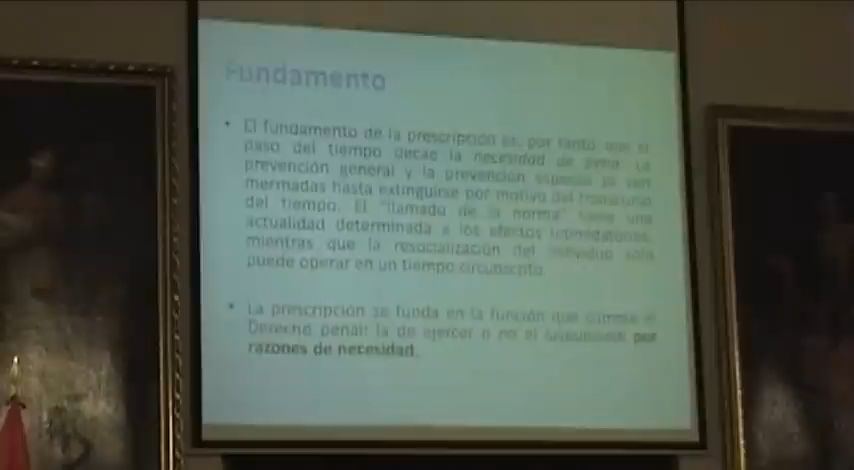 Fundamento
• El fundamento de la prescripción es, por tanto que el
paso del tiempo decae la necesidad de pena. La
prevención general y la prevención especial se ven
mermadas hasta extinguirse por motivo del transcurso
del tiempo. El "llamado de la norma" tiene una
actualidad determinada a los efectos intimidatorios,
mientras que la resocialización del individuo sólo
puede operar en un tiempo circunscrito.
• La prescripción se funda en la función que cumple el
Derecho penal: la de ejercer o no el por
razones de necesidad.